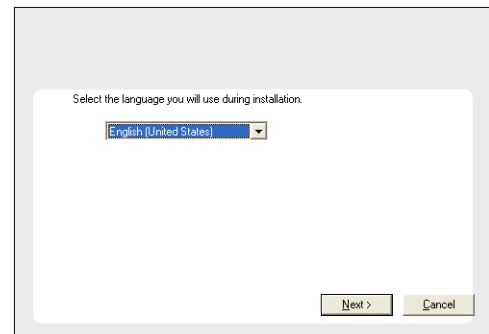 Select the language you will use during installation.
English (United States)
Next >
Cancel